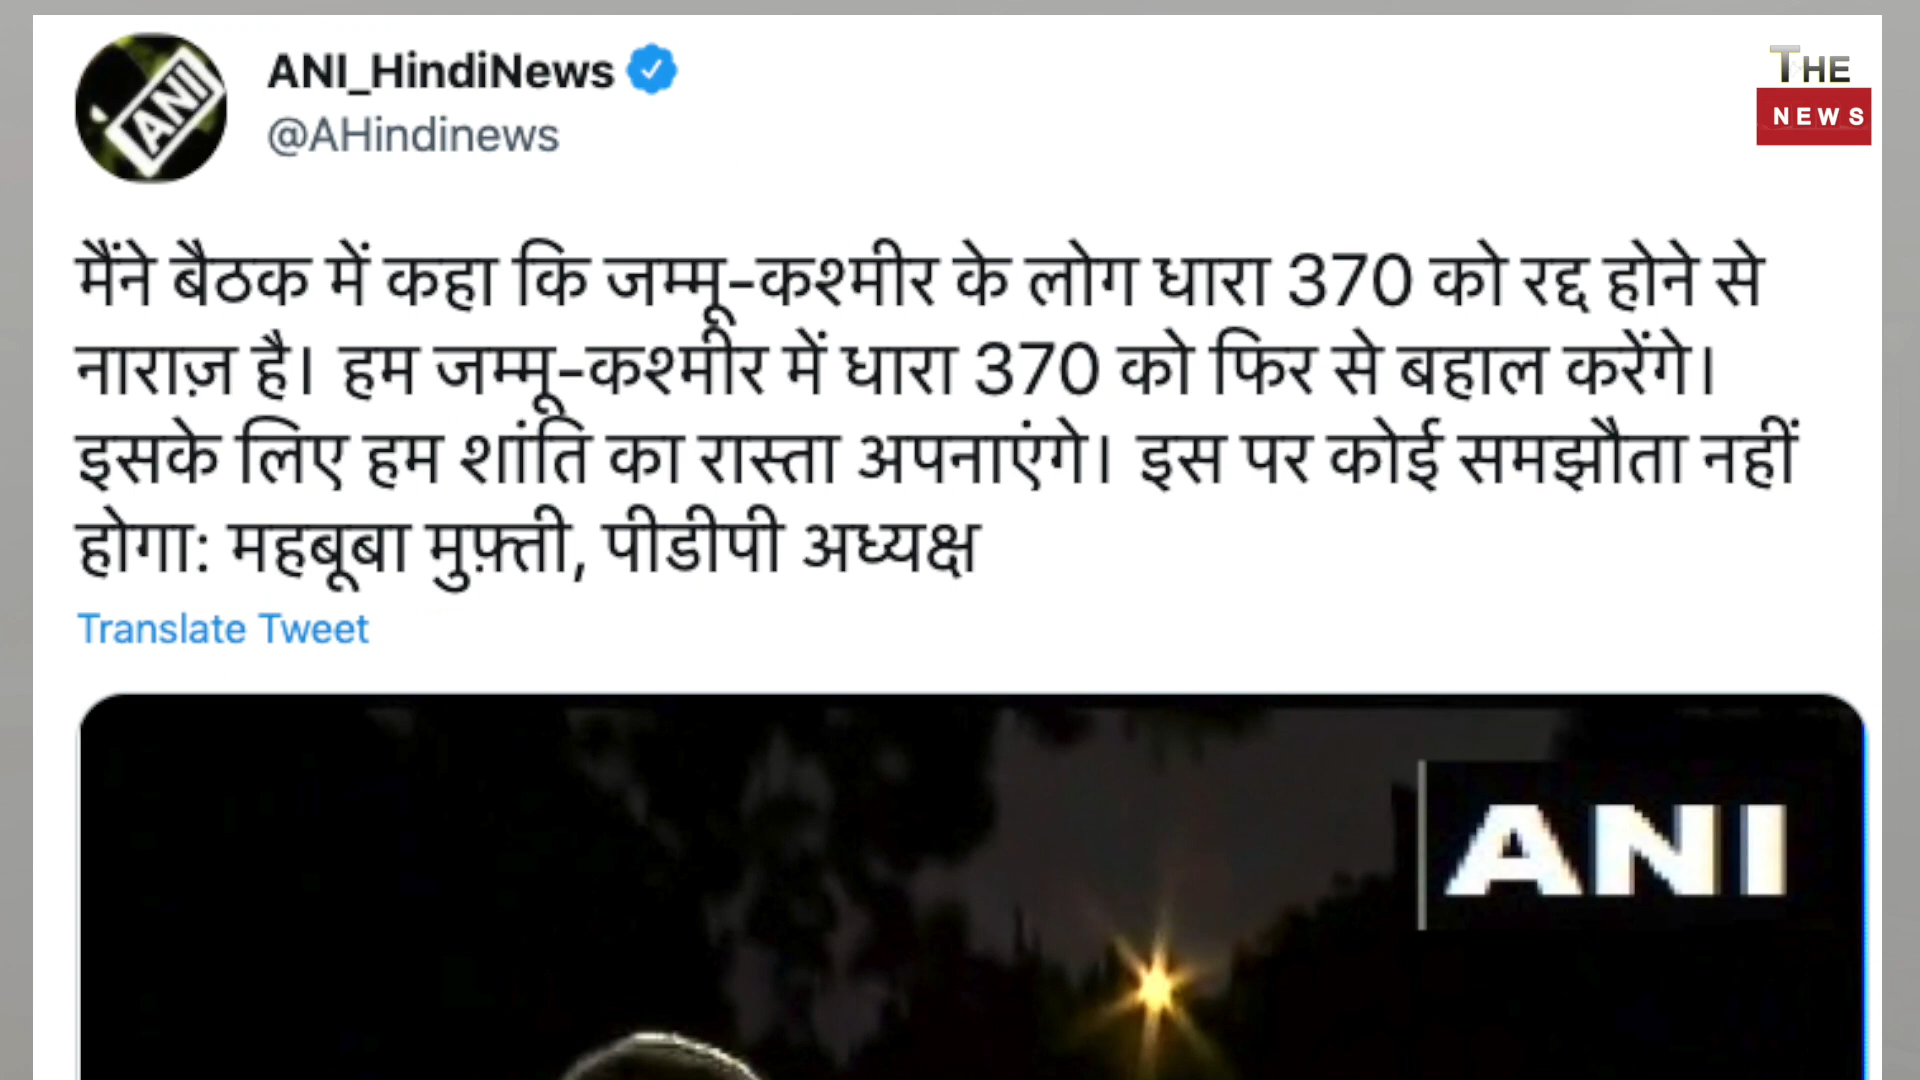 ANI_HindiNews
@AHindinews
THE
NEWS
ANI
मैंने बैठक में कहा कि जम्मू-कश्मीर के लोग धारा 370 को रद्द होने से
नाराज़ है। हम जम्मू-कश्मीर में धारा 370 को फिर से बहाल करेंगे।
इसके लिए हम शांति का रास्ता अपनाएंगे। इस पर कोई समझौता नहीं
होगा: महबूबा मुफ़्ती, पीडीपी अध्यक्ष
Translate Tweet
ANI